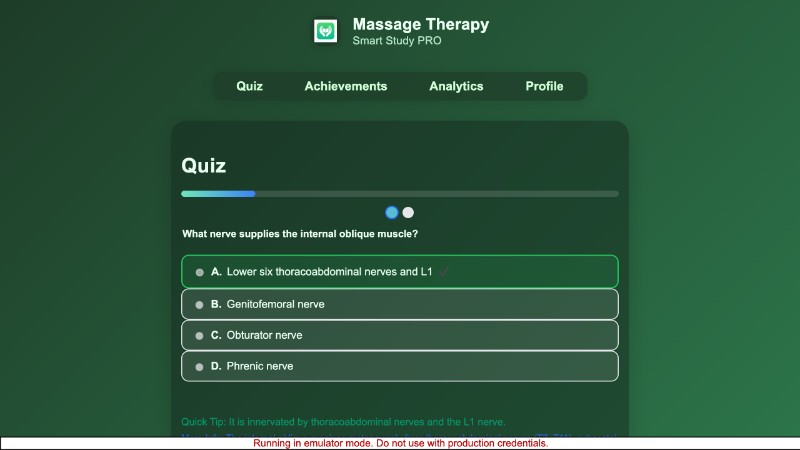 Massage Therapy
Smart Study PRO
Quiz Achievements Analytics Profile
Quiz
What nerve supplies the internal oblique muscle?
A. Lower six thoracoabdominal nerves and L1 ✓
B. Genitofemoral nerve
C. Obturator nerve
D. Phrenic nerve
Quick Tip: It is innervated by thoracoabdominal nerves and the L1 nerve.
Running in emulator mode. Do not use with production credentials.